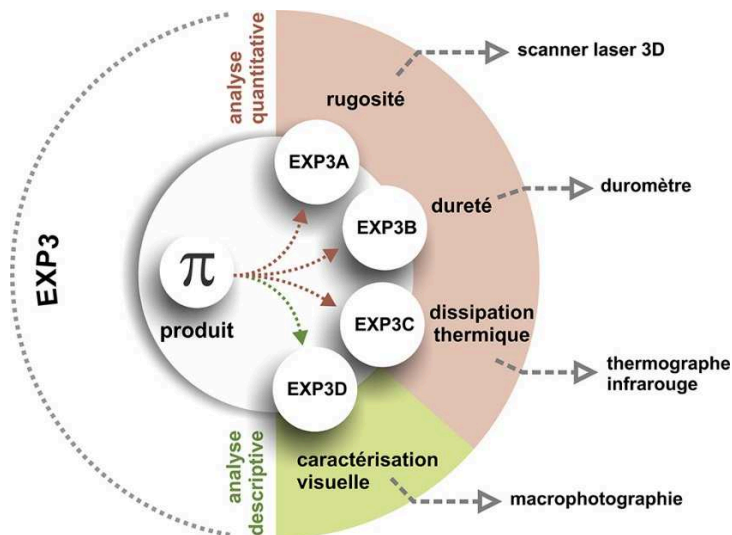 analyse
quantitative
rugosité
scanner laser 3D
EXP3A
dureté
duromètre
EXP3B
EXP3
π
produit
EXP3C
dissipation
thermique
thermographe
infrarouge
EXP3D
analyse
descriptive
caractérisation
visuelle
macrophotographie